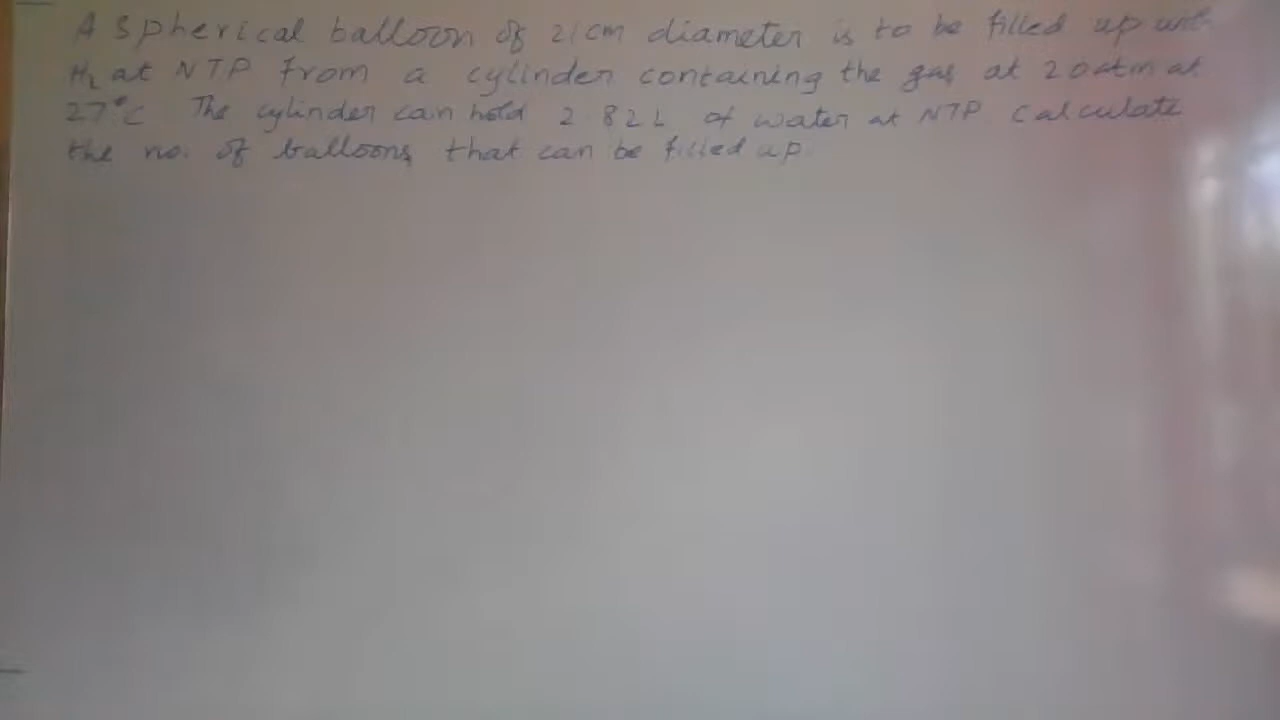 A spherical balloon of 21cm diameter is to be filled up with
H₂ at NTP from a cylinder containing the gas at 20atm at
27°C The cylinder can hold 2.82L of water at NTP Calculate
the no. of balloons that can be filled up.